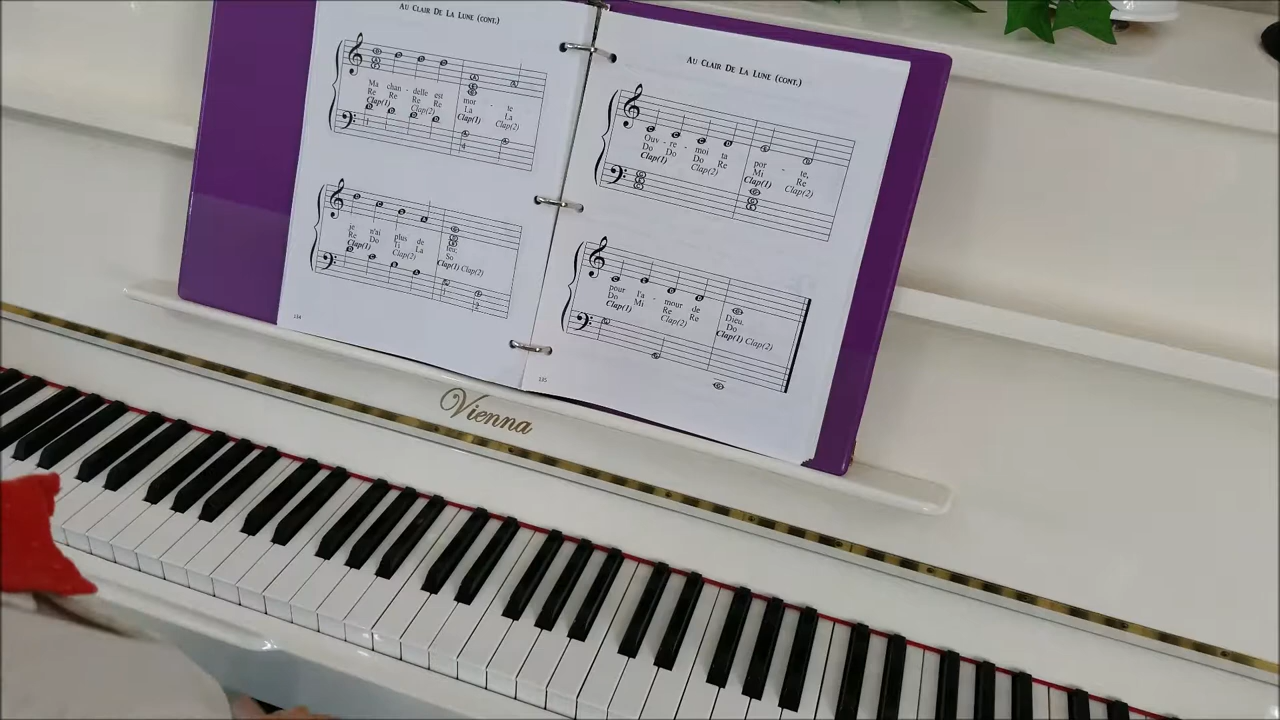 Au Clair De La Lune (cont.)
Ma chan - delle est mor - te
Re Re Re Re La La
Clap(1) Clap(2) Clap(1) Clap(2)
je n'ai plus de feu.
Re Do Ti La So
Clap(1) Clap(2) Clap(1) Clap(2)
134
Au Clair De La Lune (cont.)
Ouv - re - moi ta por - te,
Do Do Do Re Mi Re
Clap(1) Clap(2) Clap(1) Clap(2)
pour l'a - mour de Dieu.
Do Mi Re Re Do
Clap(1) Clap(2) Clap(1) Clap(2)
135
Vienna